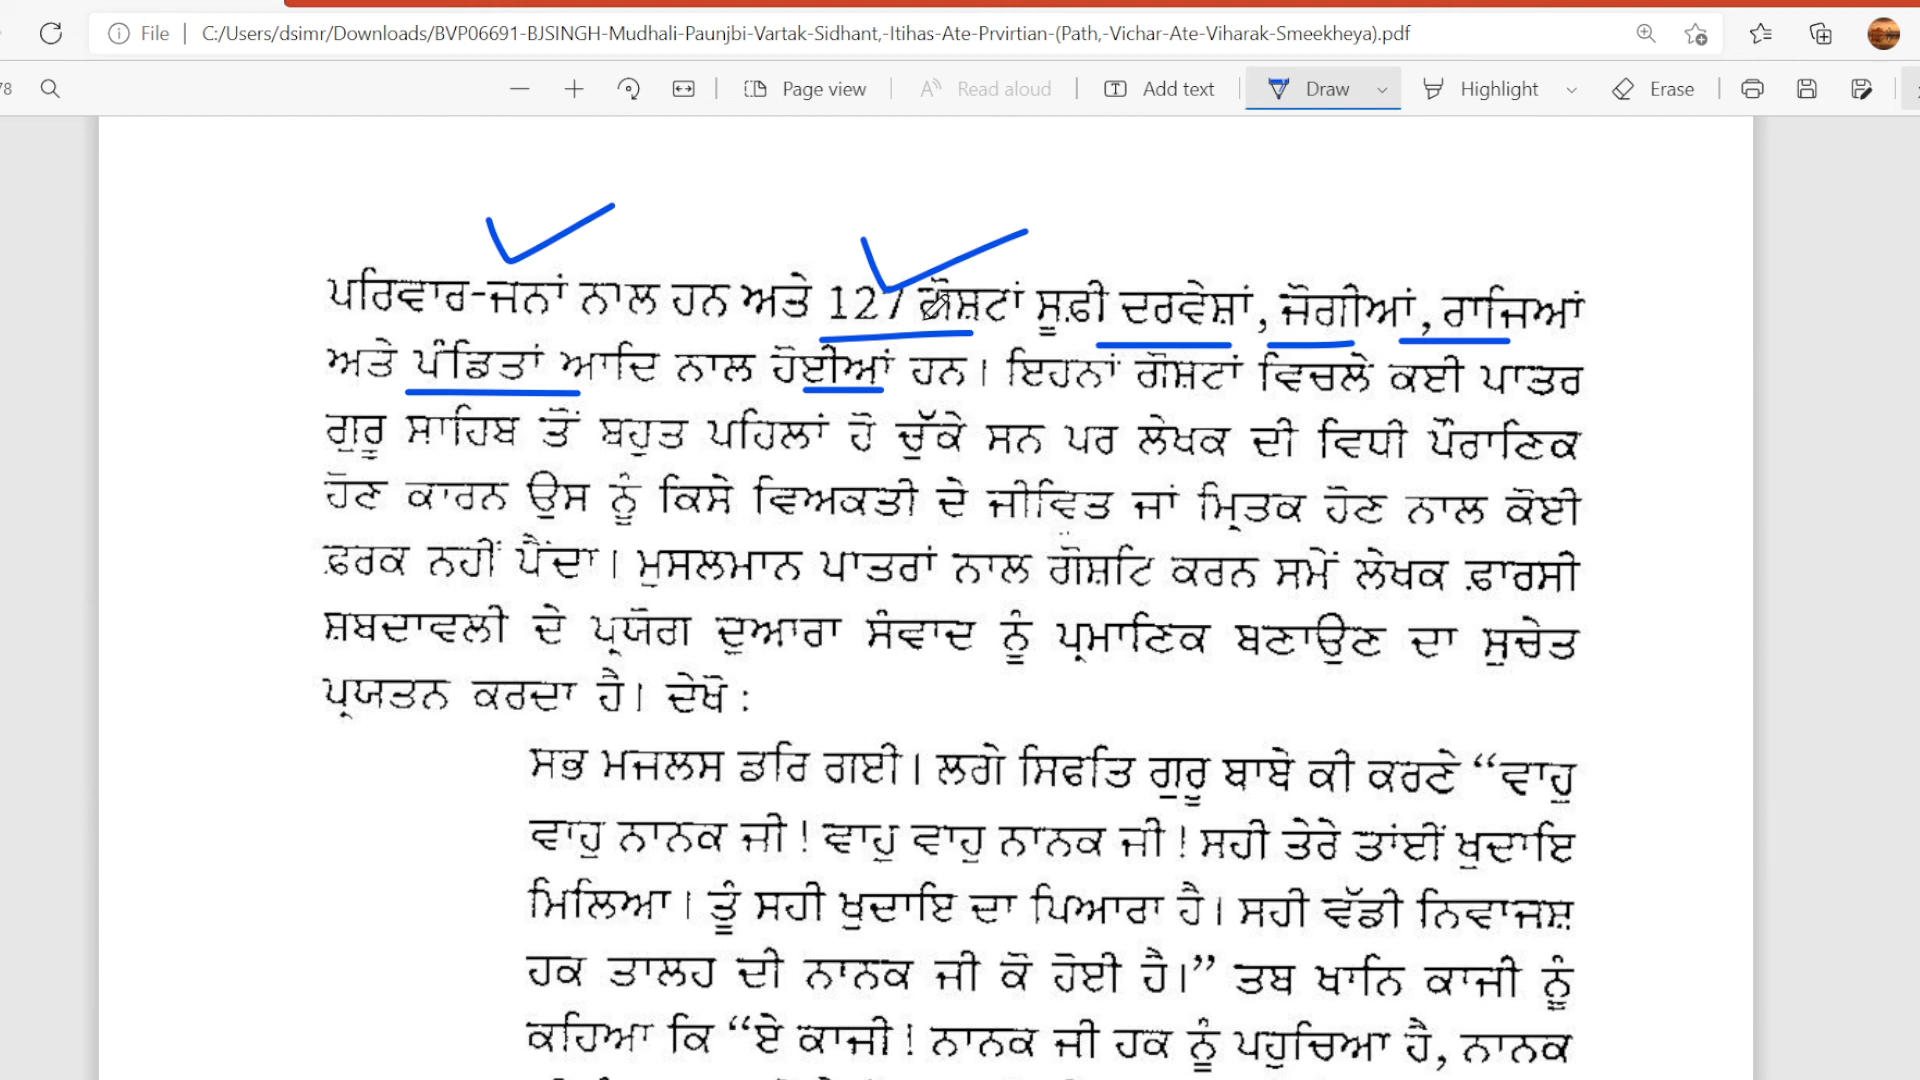 File | C:/Users/dsimr/Downloads/BVP06691-BJSINGH-Mudhali-Paunjbi-Vartak-Sidhant,-Itihas-Ate-Prvirtian-(Path,-Vichar-Ate-Viharak-Smeekheya).pdf
78 Page view Read aloud Add text Draw Highlight Erase
ਪਰਿਵਾਰ-ਜਨਾਂ ਨਾਲ ਹਨ ਅਤੇ 127 ਗੋਸ਼ਟਾਂ ਸੂਫ਼ੀ ਦਰਵੇਸ਼ਾਂ, ਜੋਗੀਆਂ, ਰਾਜਿਆਂ
ਅਤੇ ਪੰਡਿਤਾਂ ਆਦਿ ਨਾਲ ਹੋਈਆਂ ਹਨ। ਇਹਨਾਂ ਗੋਸ਼ਟਾਂ ਵਿਚਲੇ ਕਈ ਪਾਤਰ
ਗੁਰੂ ਸਾਹਿਬ ਤੋਂ ਬਹੁਤ ਪਹਿਲਾਂ ਹੋ ਚੁੱਕੇ ਸਨ ਪਰ ਲੇਖਕ ਦੀ ਵਿਧੀ ਪੌਰਾਣਿਕ
ਹੋਣ ਕਾਰਨ ਉਸ ਨੂੰ ਕਿਸੇ ਵਿਅਕਤੀ ਦੇ ਜੀਵਿਤ ਜਾਂ ਮ੍ਰਿਤਕ ਹੋਣ ਨਾਲ ਕੋਈ
ਫ਼ਰਕ ਨਹੀਂ ਪੈਂਦਾ। ਮੁਸਲਮਾਨ ਪਾਤਰਾਂ ਨਾਲ ਗੋਸ਼ਟਿ ਕਰਨ ਸਮੇਂ ਲੇਖਕ ਫ਼ਾਰਸੀ
ਸ਼ਬਦਾਵਲੀ ਦੇ ਪ੍ਰਯੋਗ ਦੁਆਰਾ ਸੰਵਾਦ ਨੂੰ ਪ੍ਰਮਾਣਿਕ ਬਣਾਉਣ ਦਾ ਸੁਚੇਤ
ਪ੍ਰਯਤਨ ਕਰਦਾ ਹੈ। ਦੇਖੋ :
ਸਭ ਮਜਲਸ ਡਰਿ ਗਈ। ਲਗੇ ਸਿਫਤਿ ਗੁਰੂ ਬਾਬੇ ਕੀ ਕਰਣੇ “ਵਾਹੁ
ਵਾਹੁ ਨਾਨਕ ਜੀ ! ਵਾਹੁ ਵਾਹੁ ਨਾਨਕ ਜੀ ! ਸਹੀ ਤੇਰੇ ਤਾਂਈਂ ਖੁਦਾਇ
ਮਿਲਿਆ। ਤੂੰ ਸਹੀ ਖੁਦਾਇ ਦਾ ਪਿਆਰਾ ਹੈ। ਸਹੀ ਵੱਡੀ ਨਿਵਾਜਸ਼
ਹਕ ਤਾਲਹ ਦੀ ਨਾਨਕ ਜੀ ਕੋ ਹੋਈ ਹੈ।” ਤਬ ਖਾਨਿ ਕਾਜੀ ਨੂੰ
ਕਹਿਆ ਕਿ “ਏ ਕਾਜੀ ! ਨਾਨਕ ਜੀ ਹਕ ਨੂੰ ਪਹੁਚਿਆ ਹੈ, ਨਾਨਕ